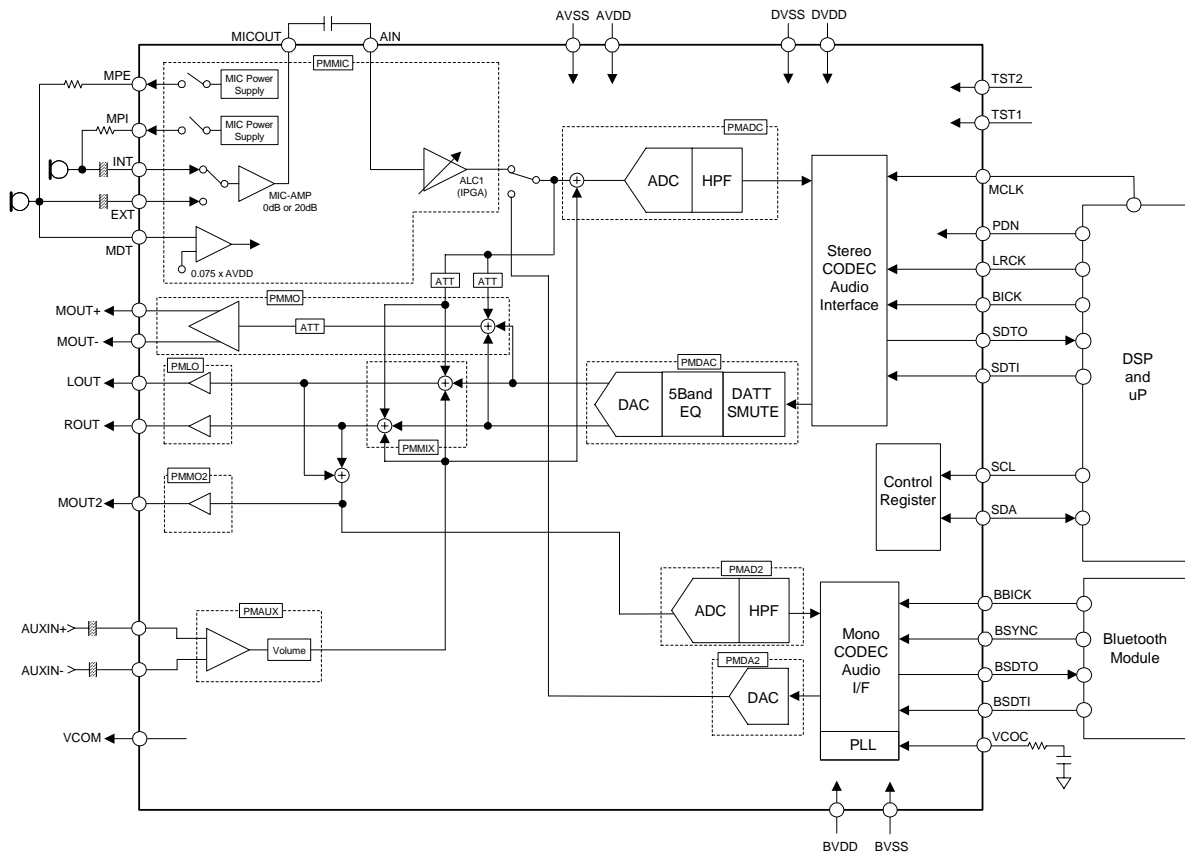 AVSS AVDD DVSS DVDD
MICOUT AIN
PMMIC
MPE
MIC Power
Supply
TST2
MPI
MIC Power
Supply
TST1
PMADC
INT
ADC HPF
MIC-AMP
0dB or 20dB
ALC1
(IPGA)
MCLK
EXT
MDT
0.075 x AVDD
PDN
Stereo
CODEC
Audio
Interface
LRCK
ATT ATT
BICK
PMMO
MOUT+
ATT
MOUT-
SDTO
PMLO
PMDAC
LOUT
SDTI
DSP
and
uP
DAC
5Band
EQ
DATT
SMUTE
ROUT
PMMIX
PMMO2
MOUT2
Control
Register
SCL
SDA
PMAD2
ADC HPF
BBICK
PMAUX
AUXIN+
Volume
AUXIN-
Mono
CODEC
Audio
I/F
BSYNC
Bluetooth
Module
PMDA2
DAC
BSDTO
BSDTI
VCOM
PLL
VCOC
BVDD BVSS